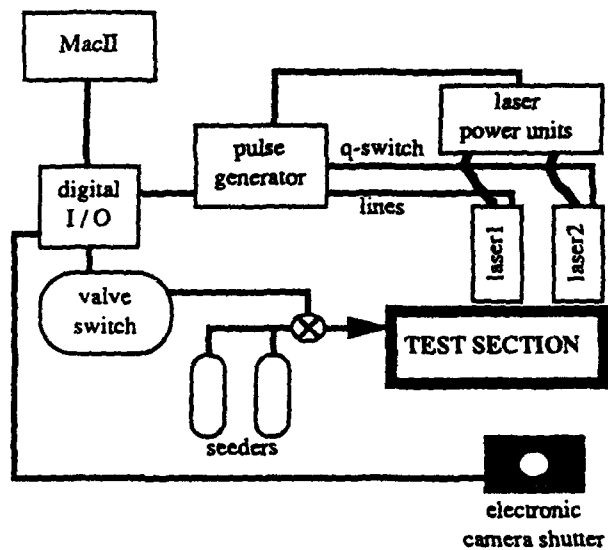 MacII
laser
power units
pulse
generator
q-switch
lines
digital
I / O
laser1
laser2
valve
switch
TEST SECTION
seeders
electronic
camera shutter